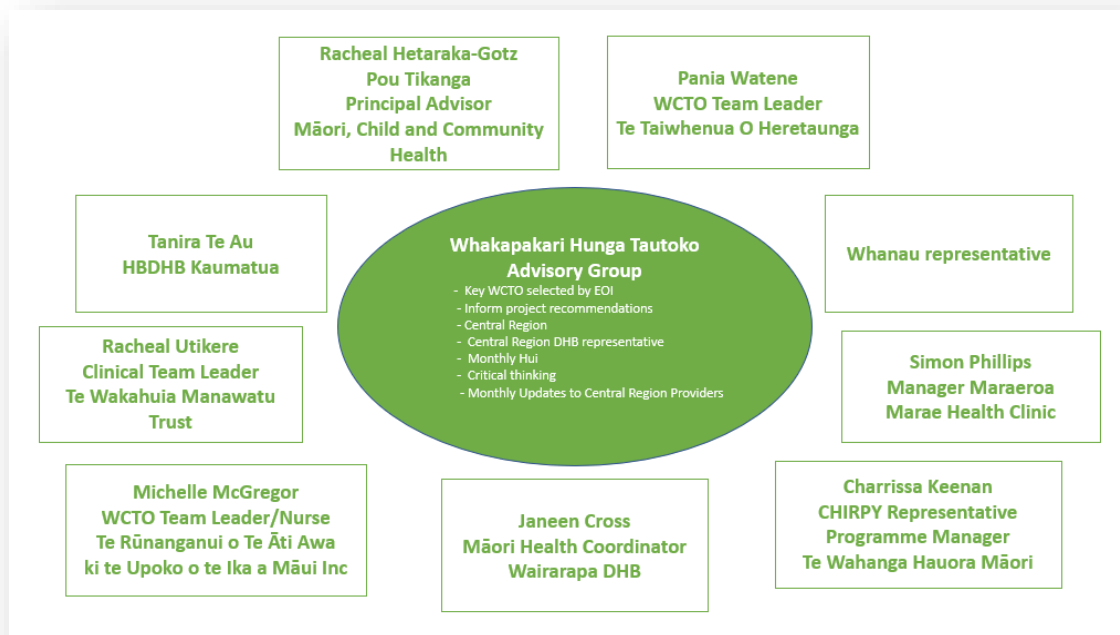 Racheal Hetaraka-Gotz
Pou Tikanga
Principal Advisor
Māori, Child and Community
Health
Pania Watene
WCTO Team Leader
Te Taiwhenua O Heretaunga
Tanira Te Au
HBDHB Kaumatua
Whakapakari Hunga Tautoko
Advisory Group
- Key WCTO selected by EOI
- Inform project recommendations
- Central Region
- Central Region DHB representative
- Monthly Hui
- Critical thinking
- Monthly Updates to Central Region Providers
Whanau representative
Racheal Utikere
Clinical Team Leader
Te Wakahuia Manawatu
Trust
Simon Phillips
Manager Maraeroa
Marae Health Clinic
Michelle McGregor
WCTO Team Leader/Nurse
Te Rūnanganui o Te Āti Awa
ki te Upoko o te Ika a Māui Inc
Janeen Cross
Māori Health Coordinator
Wairarapa DHB
Charrissa Keenan
CHIRPY Representative
Programme Manager
Te Wahanga Hauora Māori